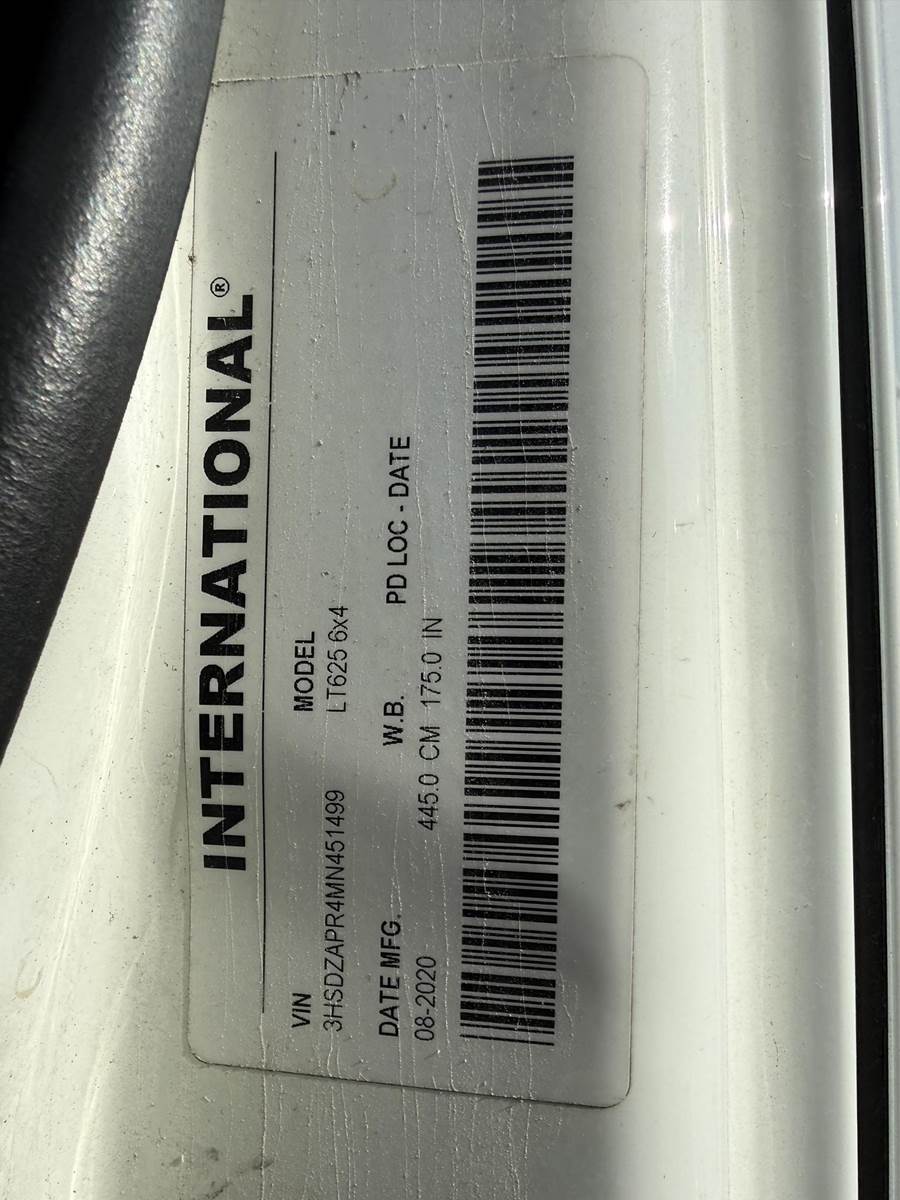 INTERNATIONAL®
VIN MODEL
3HSDZAPR4MN451499 LT625 6x4
DATE MFG. W.B. PD LOC - DATE
08-2020 445.0 CM 175.0 IN